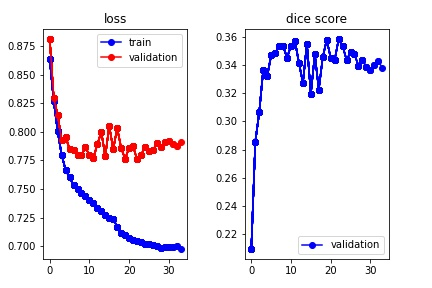 loss
dice score
train
validation
0.875
0.850
0.825
0.800
0.775
0.750
0.725
0.700
0 10 20 30
0.36
0.34
0.32
0.30
0.28
0.26
0.24
0.22
validation
0 10 20 30